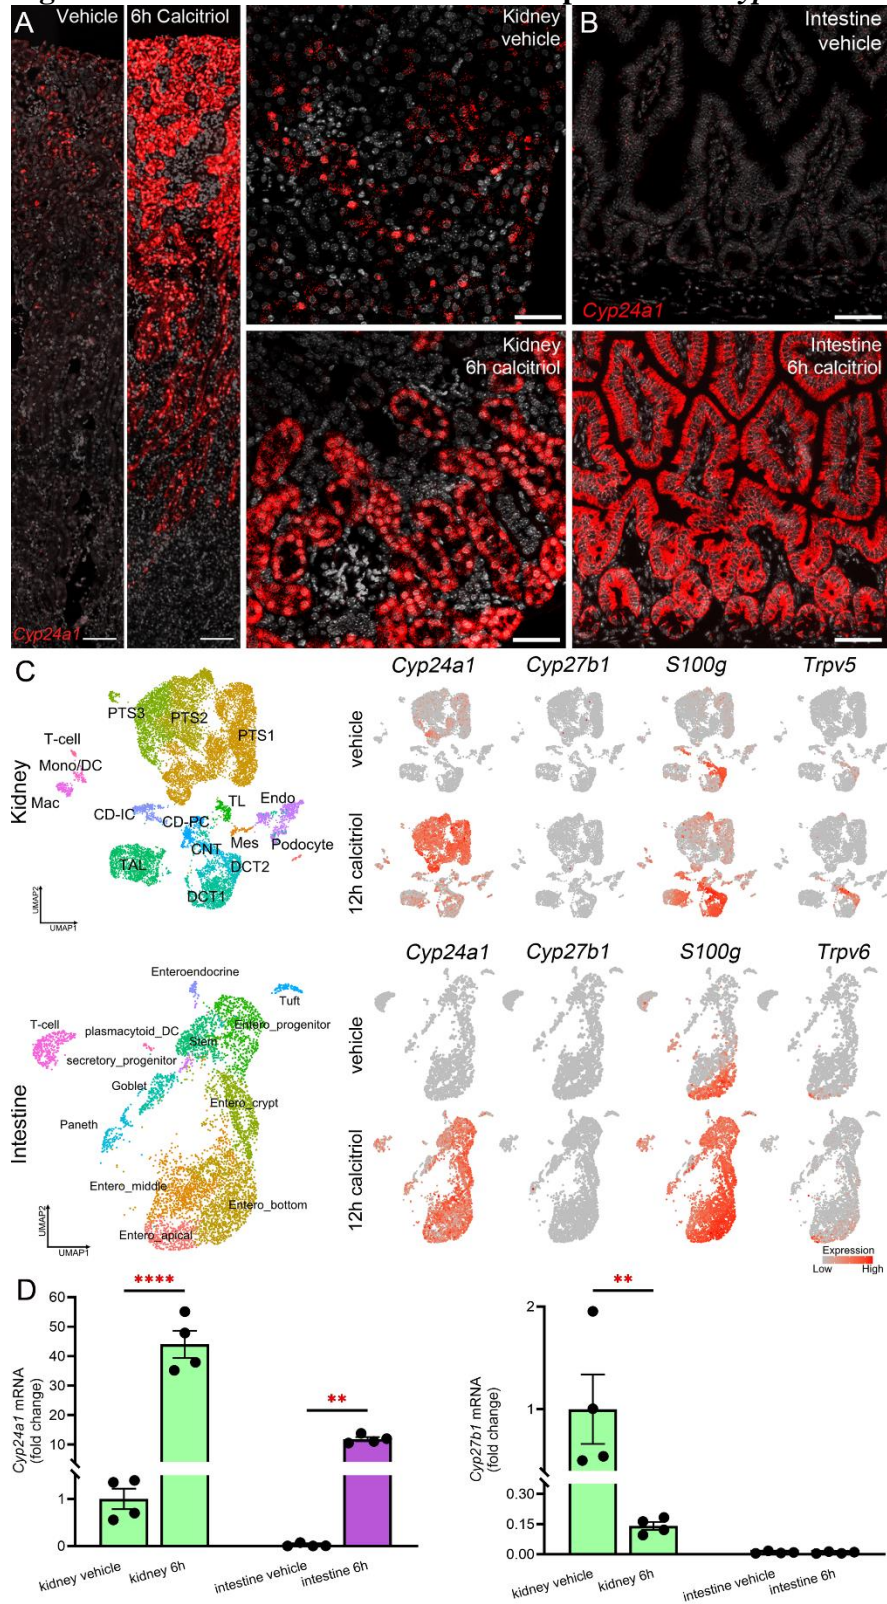 A
Vehicle
6h Calcitriol
Kidney
vehicle
B
Intestine
vehicle
Cyp24a1
Kidney
6h calcitriol
Intestine
6h calcitriol
Cyp24a1
C
Kidney
PTS3
PTS2
PTS1
T-cell
Mono/DC
Mac
CD-IC
CD-PC
TL
Endo
CNT
Mes
Podocyte
TAL
DCT2
DCT1
UMAP2
UMAP1
Cyp24a1
Cyp27b1
S100g
Trpv5
vehicle
12h calcitriol
Intestine
Enteroendocrine
Tuft
T-cell
plasmacytoid_DC
Stem
Entero_progenitor
secretory_progenitor
Goblet
Entero_crypt
Paneth
Entero_middle
Entero_bottom
Entero_apical
UMAP2
UMAP1
Cyp24a1
Cyp27b1
S100g
Trpv6
vehicle
12h calcitriol
Expression
Low
High
D
Cyp24a1 mRNA
(fold change)
60
50
40
30
20
10
1
0
****
**
kidney vehicle
kidney 6h
intestine vehicle
intestine 6h
Cyp27b1 mRNA
(fold change)
2
1
0.30
0.15
0.00
**
kidney vehicle
kidney 6h
intestine vehicle
intestine 6h